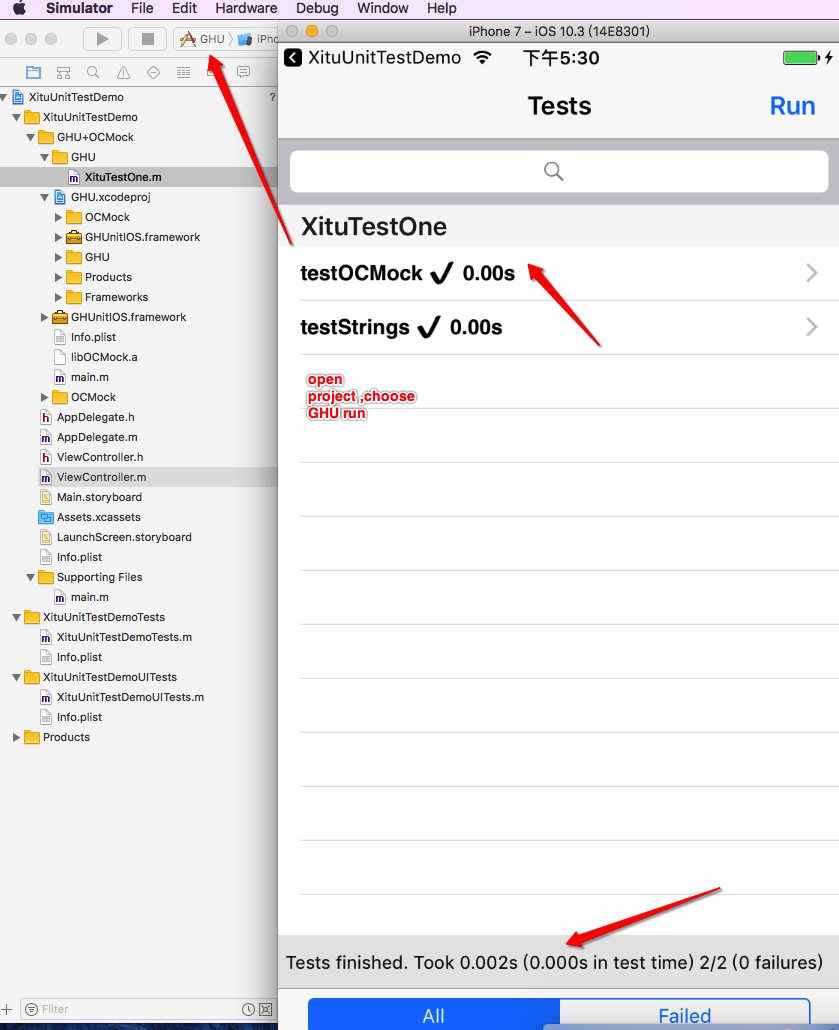 Simulator File Edit Hardware Debug Window Help
GHU
iPhone 7 – iOS 10.3 (14E8301)
XituUnitTestDemo 下午5:30
Tests Run
XituUnitTestDemo ?
XituUnitTestDemo
GHU+OCMock
GHU
XituTestOne.m
GHU.xcodeproj
OCMock
GHUnitIOS.framework
GHU
Products
Frameworks
GHUnitIOS.framework
Info.plist
libOCMock.a
main.m
OCMock
AppDelegate.h
AppDelegate.m
ViewController.h
ViewController.m
Main.storyboard
Assets.xcassets
LaunchScreen.storyboard
Info.plist
Supporting Files
main.m
XituUnitTestDemoTests
XituUnitTestDemoTests.m
Info.plist
XituUnitTestDemoUITests
XituUnitTestDemoUITests.m
Info.plist
Products
Filter
XituTestOne
testOCMock ✔ 0.00s
testStrings ✔ 0.00s
open
project ,choose
GHU run
Tests finished. Took 0.002s (0.000s in test time) 2/2 (0 failures)
All Failed